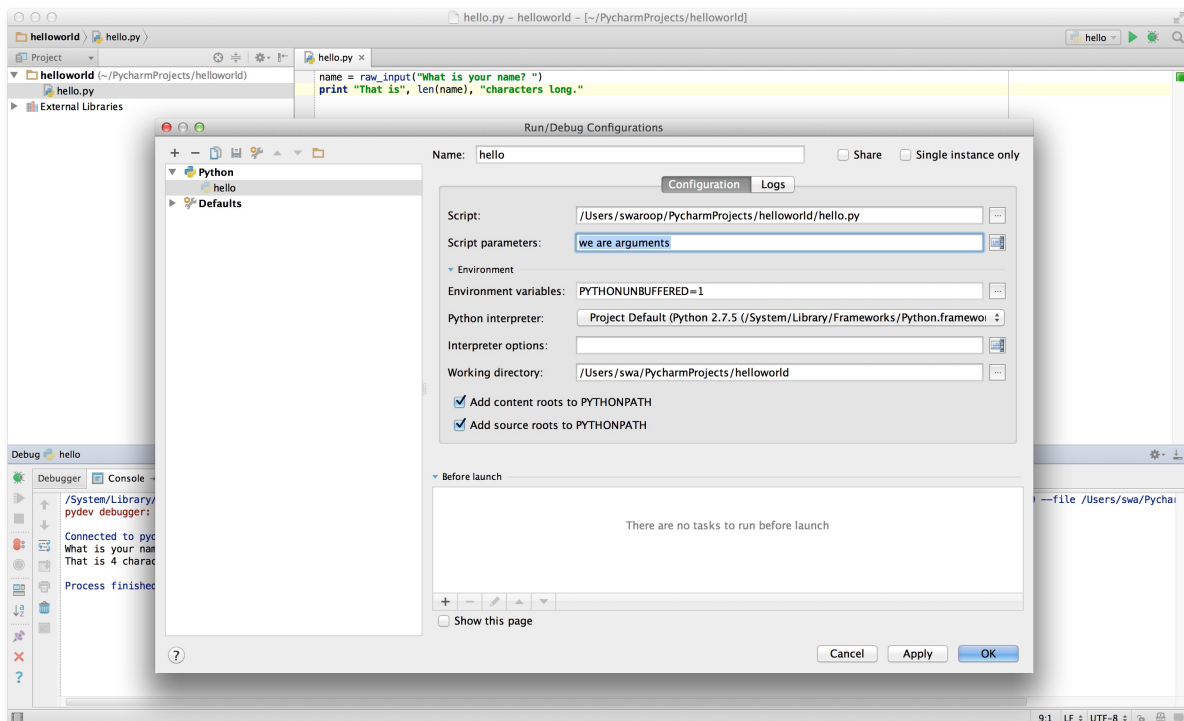 hello.py – helloworld – [~/PycharmProjects/helloworld]
helloworld hello.py hello
Project hello.py
helloworld (~/PycharmProjects/helloworld)
hello.py
External Libraries
name = raw_input("What is your name? ")
print "That is", len(name), "characters long."
Run/Debug Configurations
Python
hello
Defaults
Name: hello Share Single instance only
Configuration Logs
Script: /Users/swaroop/PycharmProjects/helloworld/hello.py
Script parameters: we are arguments
Environment
Environment variables: PYTHONUNBUFFERED=1
Python interpreter: Project Default (Python 2.7.5 (/System/Library/Frameworks/Python.framewor
Interpreter options:
Working directory: /Users/swa/PycharmProjects/helloworld
Add content roots to PYTHONPATH
Add source roots to PYTHONPATH
Before launch
There are no tasks to run before launch
Show this page
? Cancel Apply OK
Debug hello
Debugger Console
/System/Library/ --file /Users/swa/Pychar
pydev debugger:
Connected to pyd
What is your nam
That is 4 charac
Process finished
9:1 LF UTF-8